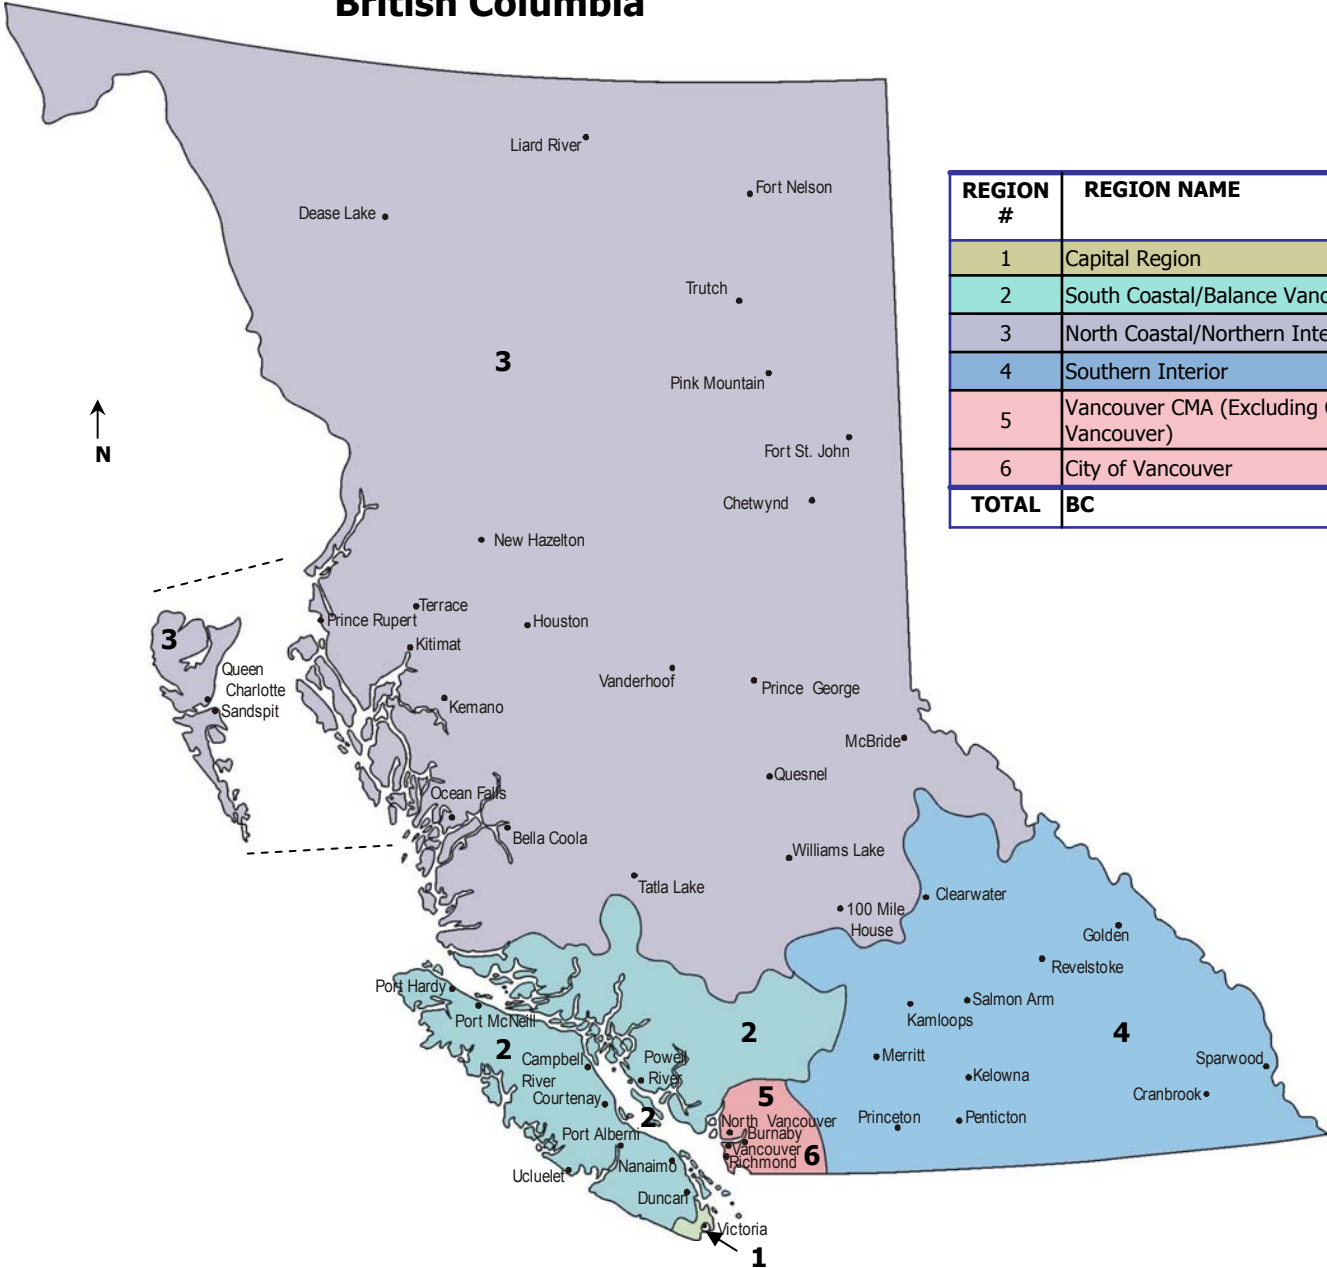 British Columbia
Liard River
Fort Nelson
Dease Lake
Trutch
3
Pink Mountain
N
Fort St. John
Chetwynd
New Hazelton
Terrace
Prince Rupert
Houston
3
Kitimat
Queen
Charlotte
Sandspit
Vanderhoof
Prince George
Kemano
McBride
Quesnel
Ocean Falls
Bella Coola
Williams Lake
Tatla Lake
Clearwater
100 Mile
House
Golden
Revelstoke
Port Hardy
Salmon Arm
Port McNeill
Kamloops
2
2
4
Campbell
River
Powell
River
Merritt
Sparwood
Kelowna
Courtenay
5
Cranbrook
2
North Vancouver
Princeton
Penticton
Port Alberni
Burnaby
Vancouver
6
Richmond
Nanaimo
Ucluelet
Duncan
Victoria
1
REGION # REGION NAME
1 Capital Region
2 South Coastal/Balance
3 North Coastal/Northern
4 Southern Interior
5 Vancouver CMA (Excluding
Vancouver)
6 City of Vancouver
TOTAL BC